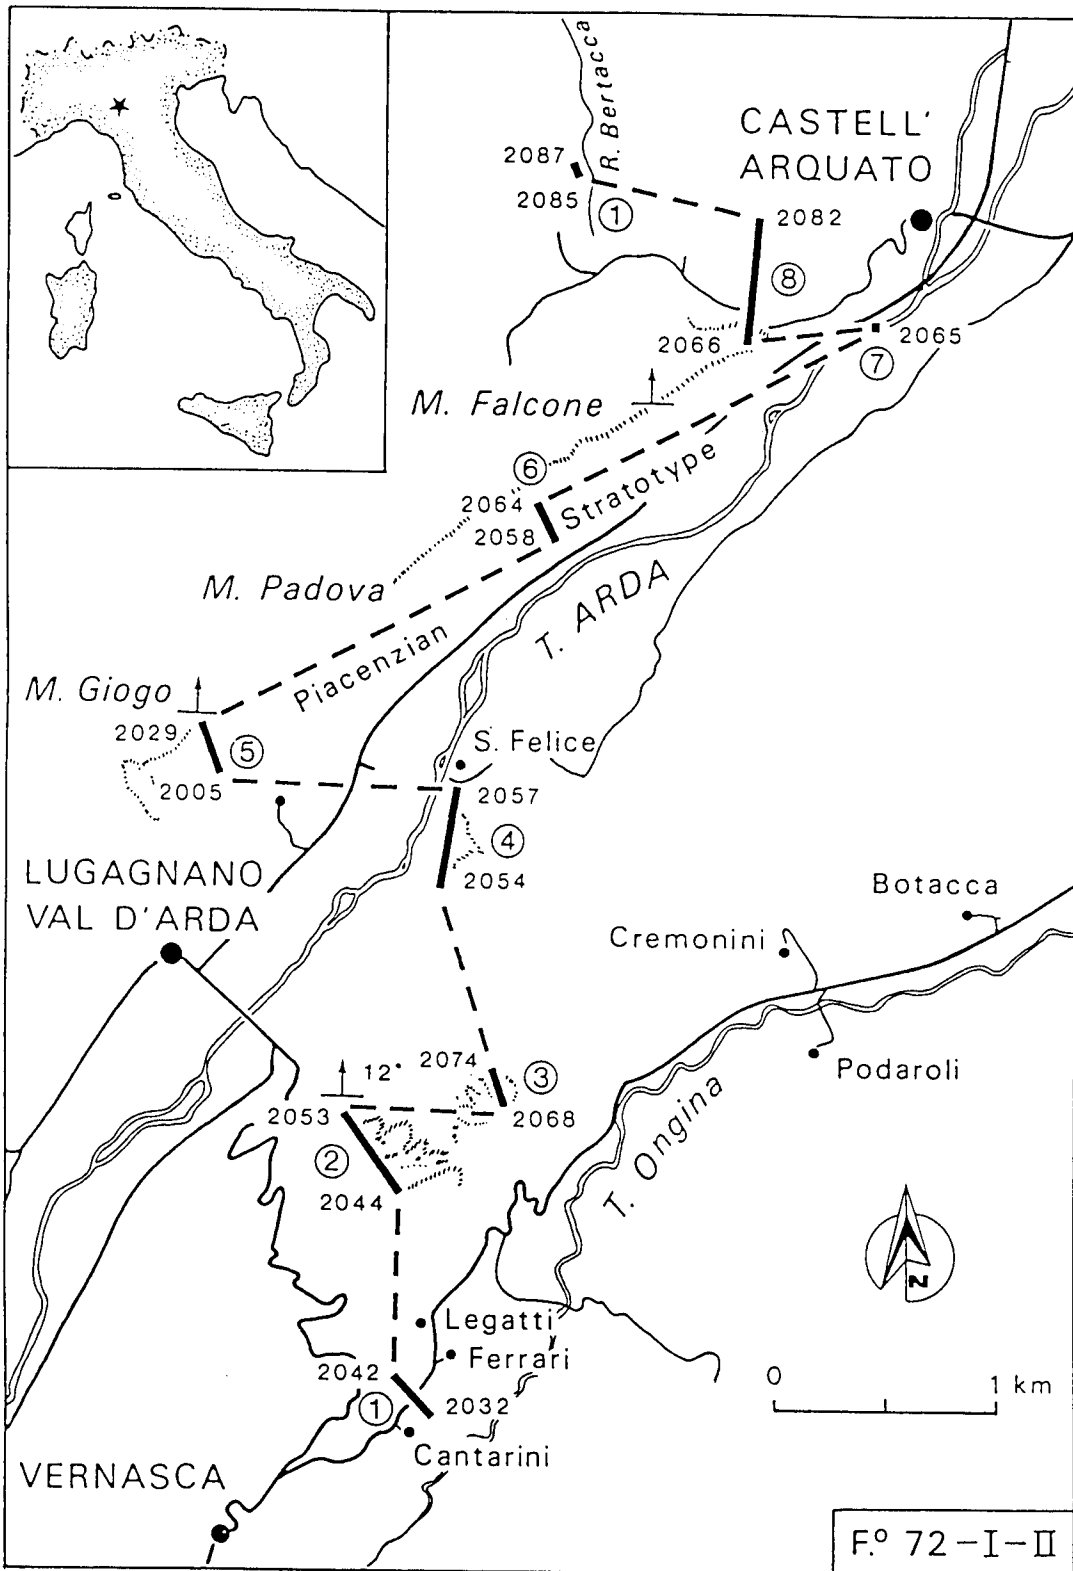 R. Bertacca
CASTELL'
ARQUATO
2087
2085
①
2082
⑧
2066
2065
⑦
M. Falcone
⑥
2064
2058
Stratotype
M. Padova
T. ARDA
Piacenzian
M. Giogo
2029
⑤
2005
S. Felice
2057
④
2054
LUGAGNANO
VAL D'ARDA
Botacca
Cremonini
Podaroli
2074
③
12°
2053
2068
②
2044
T. Ongina
N
Legatti
Ferrari
2042
①
2032
Cantarini
0
1 km
VERNASCA
F.º 72-I-II